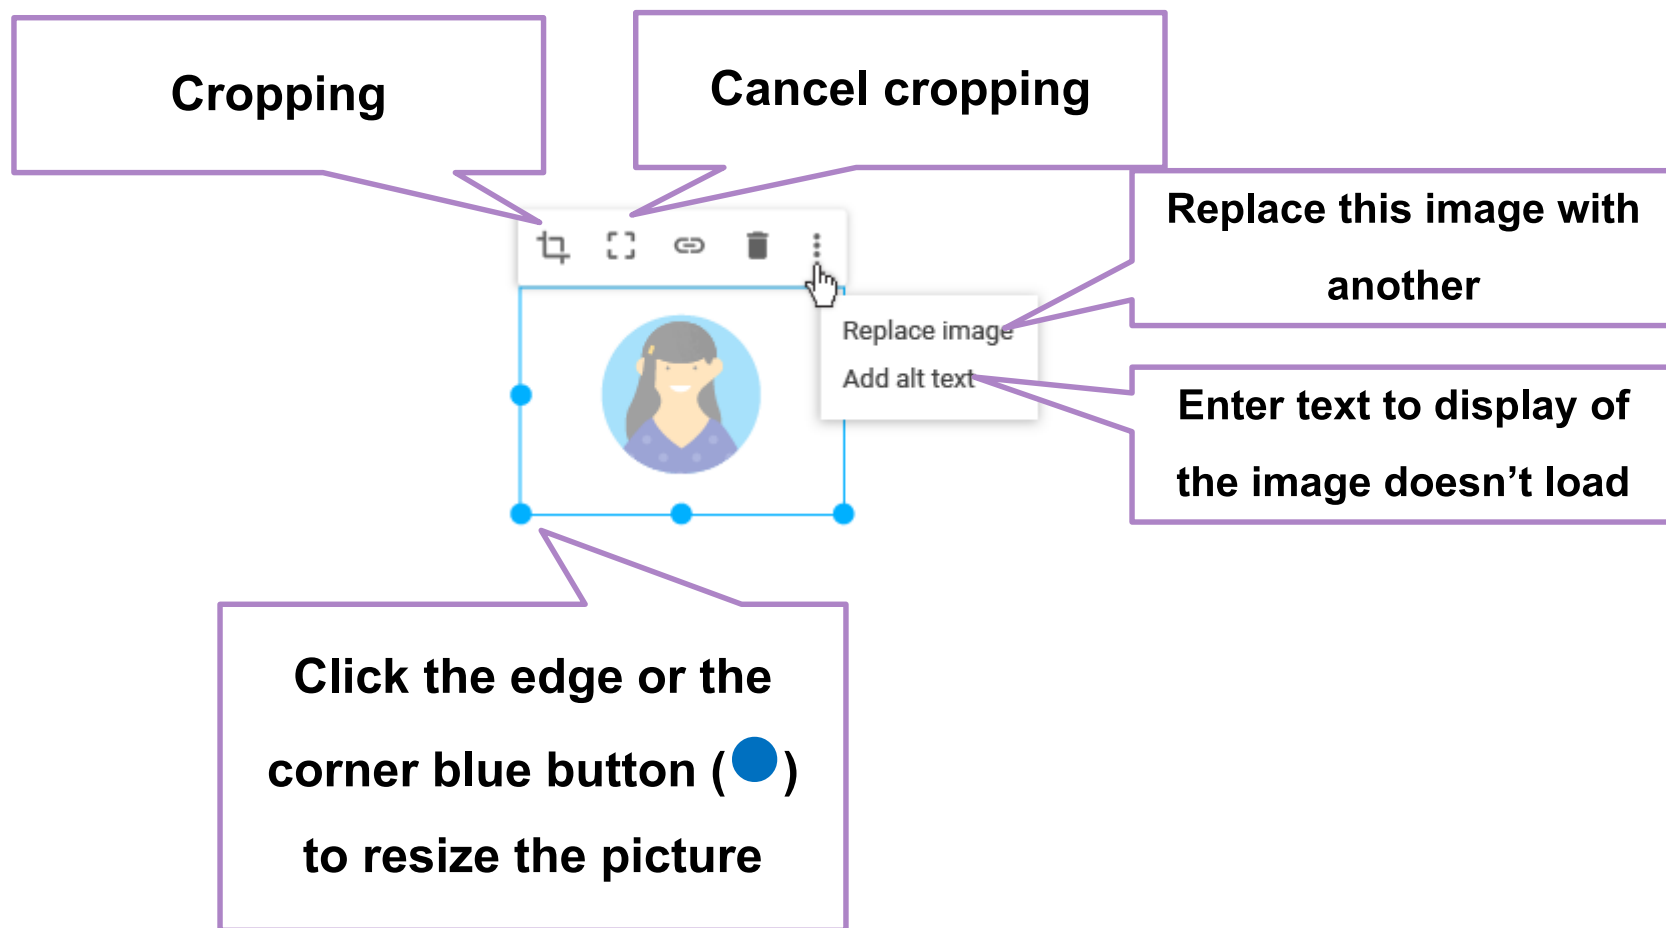 Cropping
Cancel cropping
Replace this image with
another
Replace image
Add alt text
Enter text to display of
the image doesn’t load
Click the edge or the
corner blue button (●)
to resize the picture